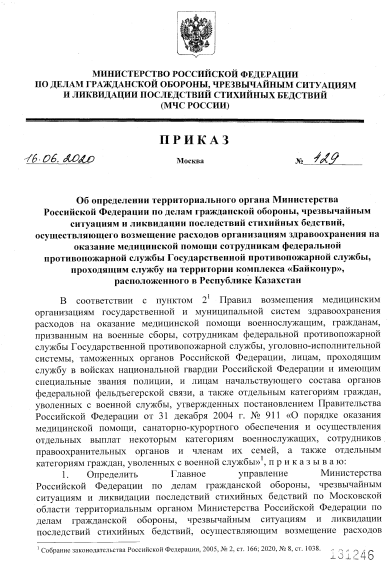 МИНИСТЕРСТВО РОССИЙСКОЙ ФЕДЕРАЦИИ
ПО ДЕЛАМ ГРАЖДАНСКОЙ ОБОРОНЫ, ЧРЕЗВЫЧАЙНЫМ СИТУАЦИЯМ
И ЛИКВИДАЦИИ ПОСЛЕДСТВИЙ СТИХИЙНЫХ БЕДСТВИЙ
(МЧС РОССИИ)
ПРИКАЗ
16.06.2020 Москва № 429
Об определении территориального органа Министерства
Российской Федерации по делам гражданской обороны, чрезвычайным
ситуациям и ликвидации последствий стихийных бедствий,
осуществляющего возмещение расходов организациям здравоохранения на
оказание медицинской помощи сотрудникам федеральной
противопожарной службы Государственной противопожарной службы,
проходящим службу на территории комплекса «Байконур»,
расположенного в Республике Казахстан
В соответствии с пунктом 2¹ Правил возмещения медицинским
организациям государственной и муниципальной систем здравоохранения
расходов на оказание медицинской помощи военнослужащим, гражданам,
призванным на военные сборы, сотрудникам федеральной противопожарной
службы Государственной противопожарной службы, уголовно-исполнительной
системы, таможенных органов Российской Федерации, лицам, проходящим
службу в войсках национальной гвардии Российской Федерации и имеющим
специальные звания полиции, и лицам начальствующего состава органов
федеральной фельдъегерской связи, а также отдельным категориям граждан,
уволенных с военной службы, утвержденных постановлением Правительства
Российской Федерации от 31 декабря 2004 г. № 911 «О порядке оказания
медицинской помощи, санаторно-курортного обеспечения и осуществления
отдельных выплат некоторым категориям военнослужащих, сотрудников
правоохранительных органов и членам их семей, а также отдельным
категориям граждан, уволенных с военной службы»¹, п р и к а з ы в а ю:
1. Определить Главное управление Министерства
Российской Федерации по делам гражданской обороны, чрезвычайным
ситуациям и ликвидации последствий стихийных бедствий по Московской
области территориальным органом Министерства Российской Федерации по
делам гражданской обороны, чрезвычайным ситуациям и ликвидации
последствий стихийных бедствий, осуществляющим возмещение расходов
¹ Собрание законодательства Российской Федерации, 2005, № 2, ст. 166; 2020, № 8, ст. 1038.
131246